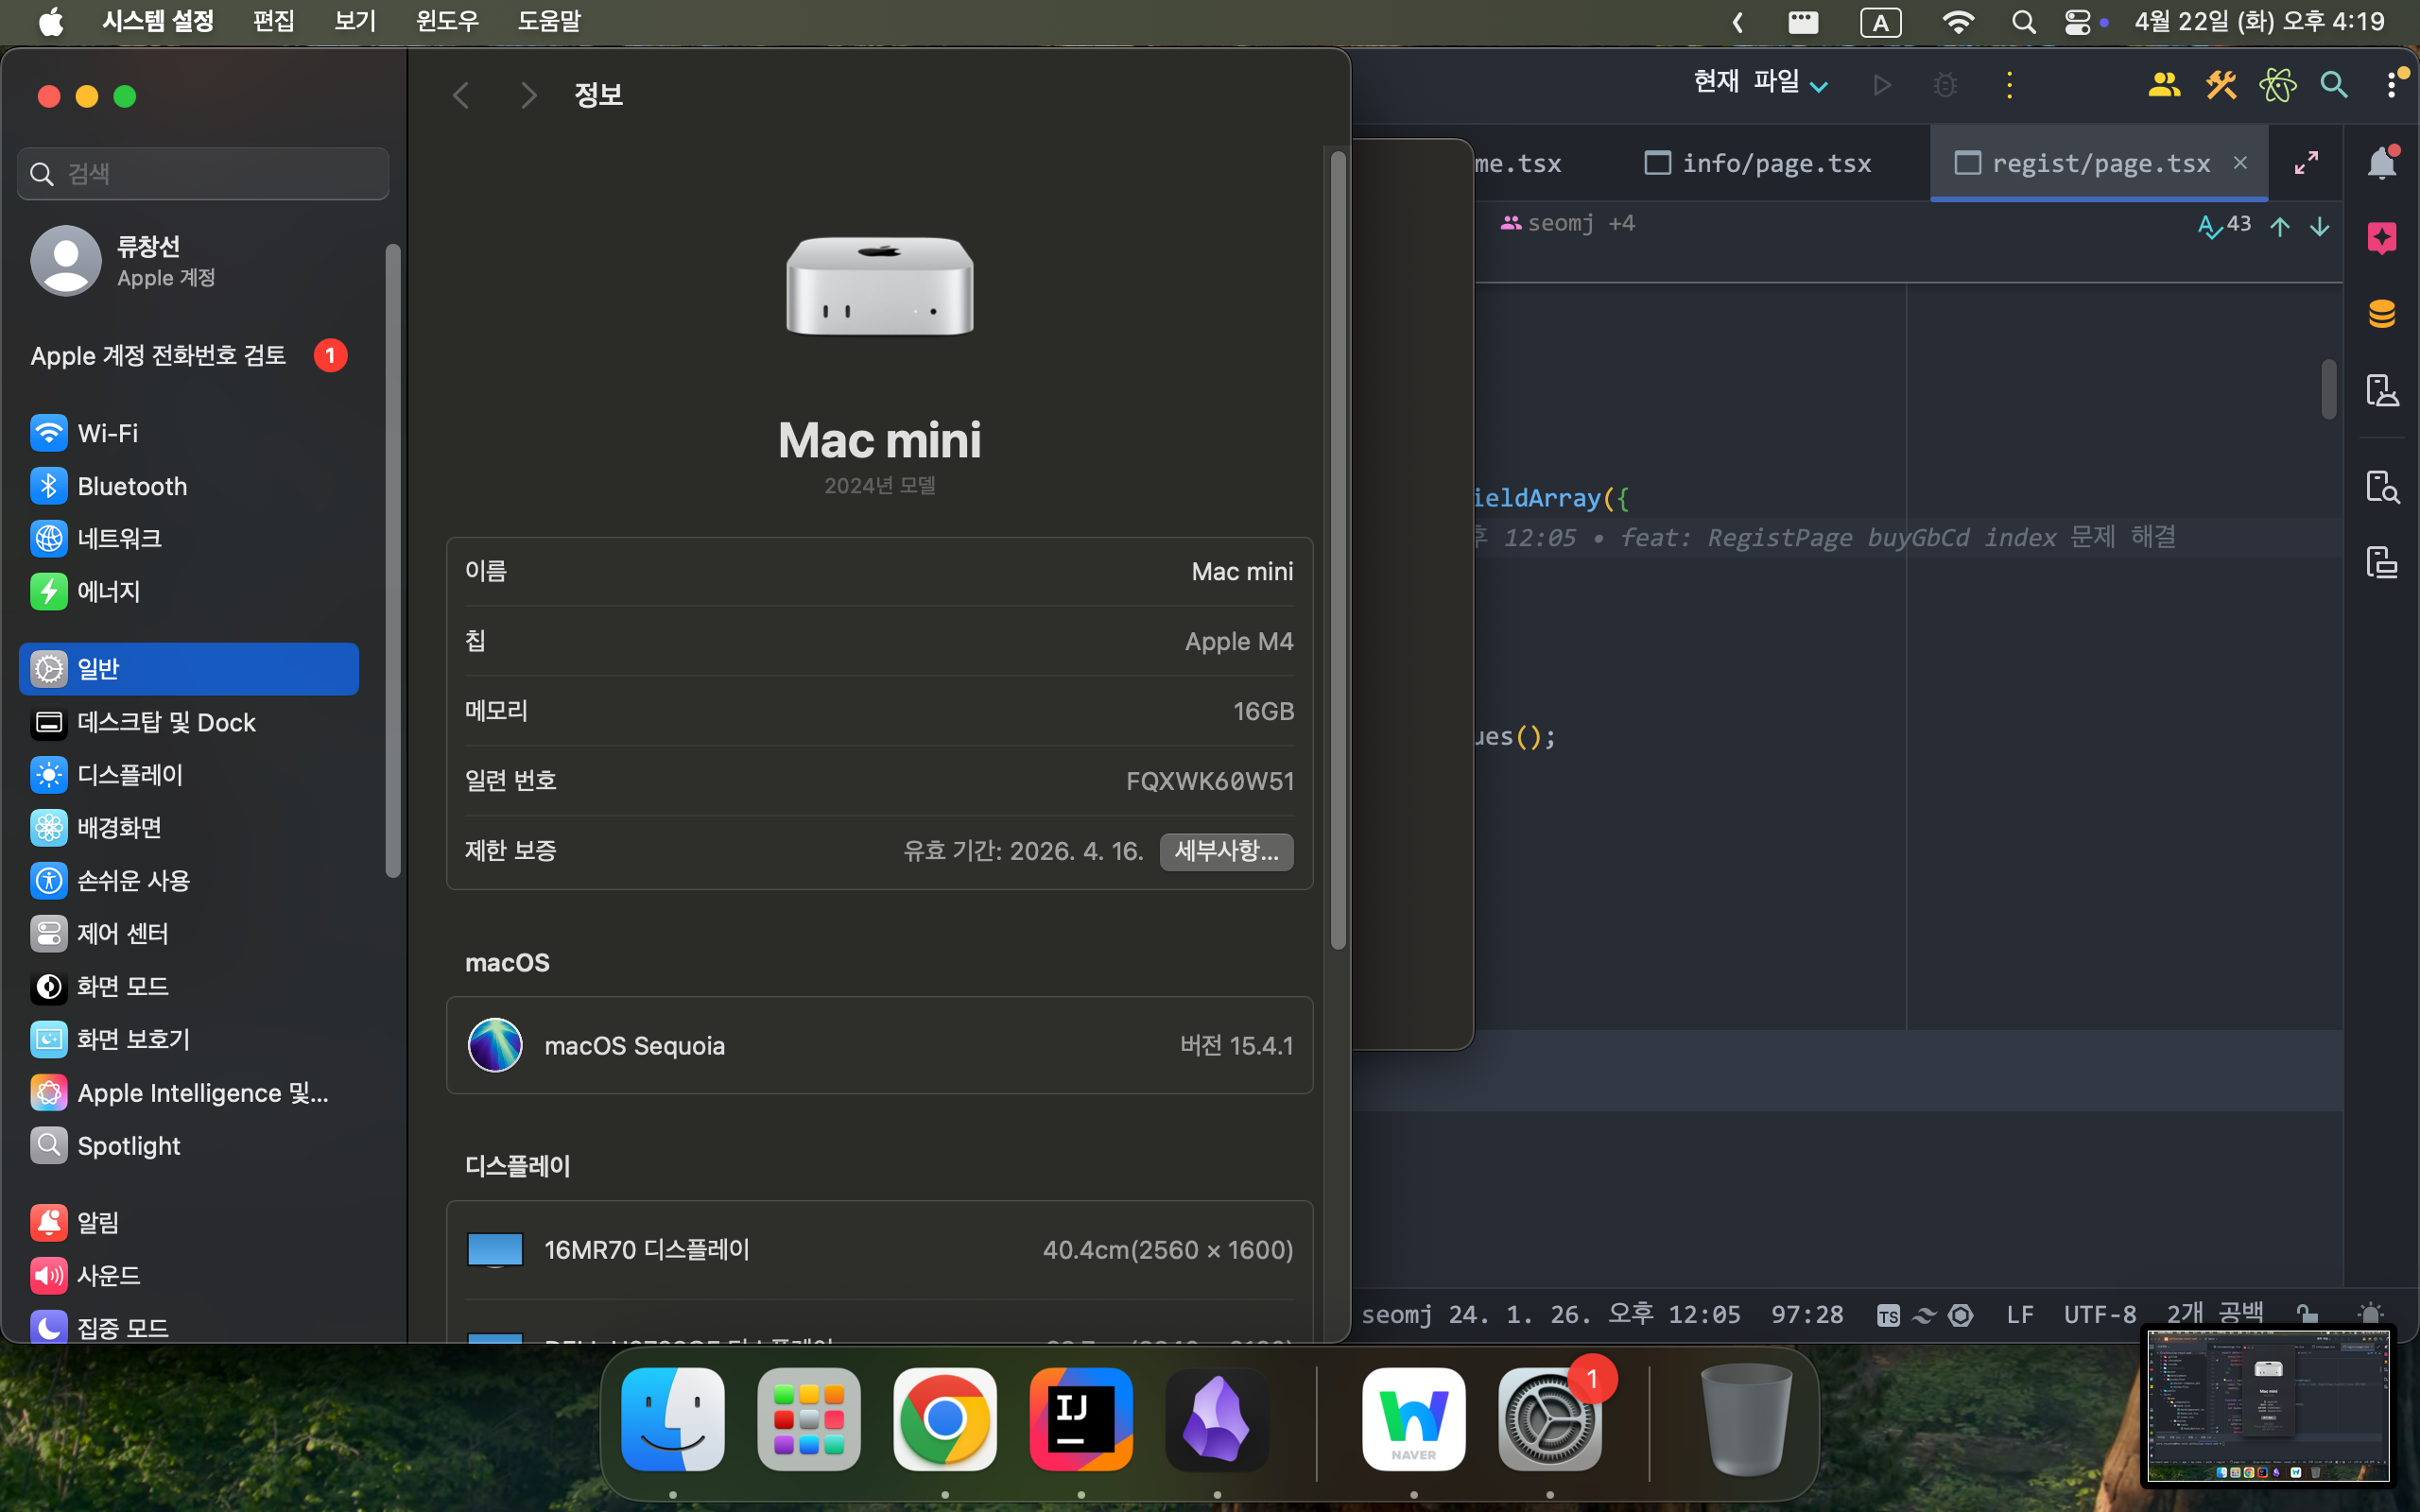 시스템 설정 편집 보기 윈도우 도움말 A 4월 22일 (화) 오후 4:19
검색
류창선
Apple 계정
Apple 계정 전화번호 검토 1
Wi-Fi
Bluetooth
네트워크
에너지
일반
데스크탑 및 Dock
디스플레이
배경화면
손쉬운 사용
제어 센터
화면 모드
화면 보호기
Apple Intelligence 및...
Spotlight
알림
사운드
집중 모드
정보
Mac mini
2024년 모델
이름 Mac mini
칩 Apple M4
메모리 16GB
일련 번호 FQXWK60W51
제한 보증 유효 기간: 2026. 4. 16. 세부사항...
macOS
macOS Sequoia 버전 15.4.1
디스플레이
16MR70 디스플레이 40.4cm(2560 × 1600)
현재 파일
me.tsx info/page.tsx regist/page.tsx
seomj +4 43
ieldArray({
12:05 • feat: RegistPage buyGbCd index 문제 해결
ues();
seomj 24. 1. 26. 오후 12:05 97:28 TS LF UTF-8 2개 공백
IJ
NAVER
1